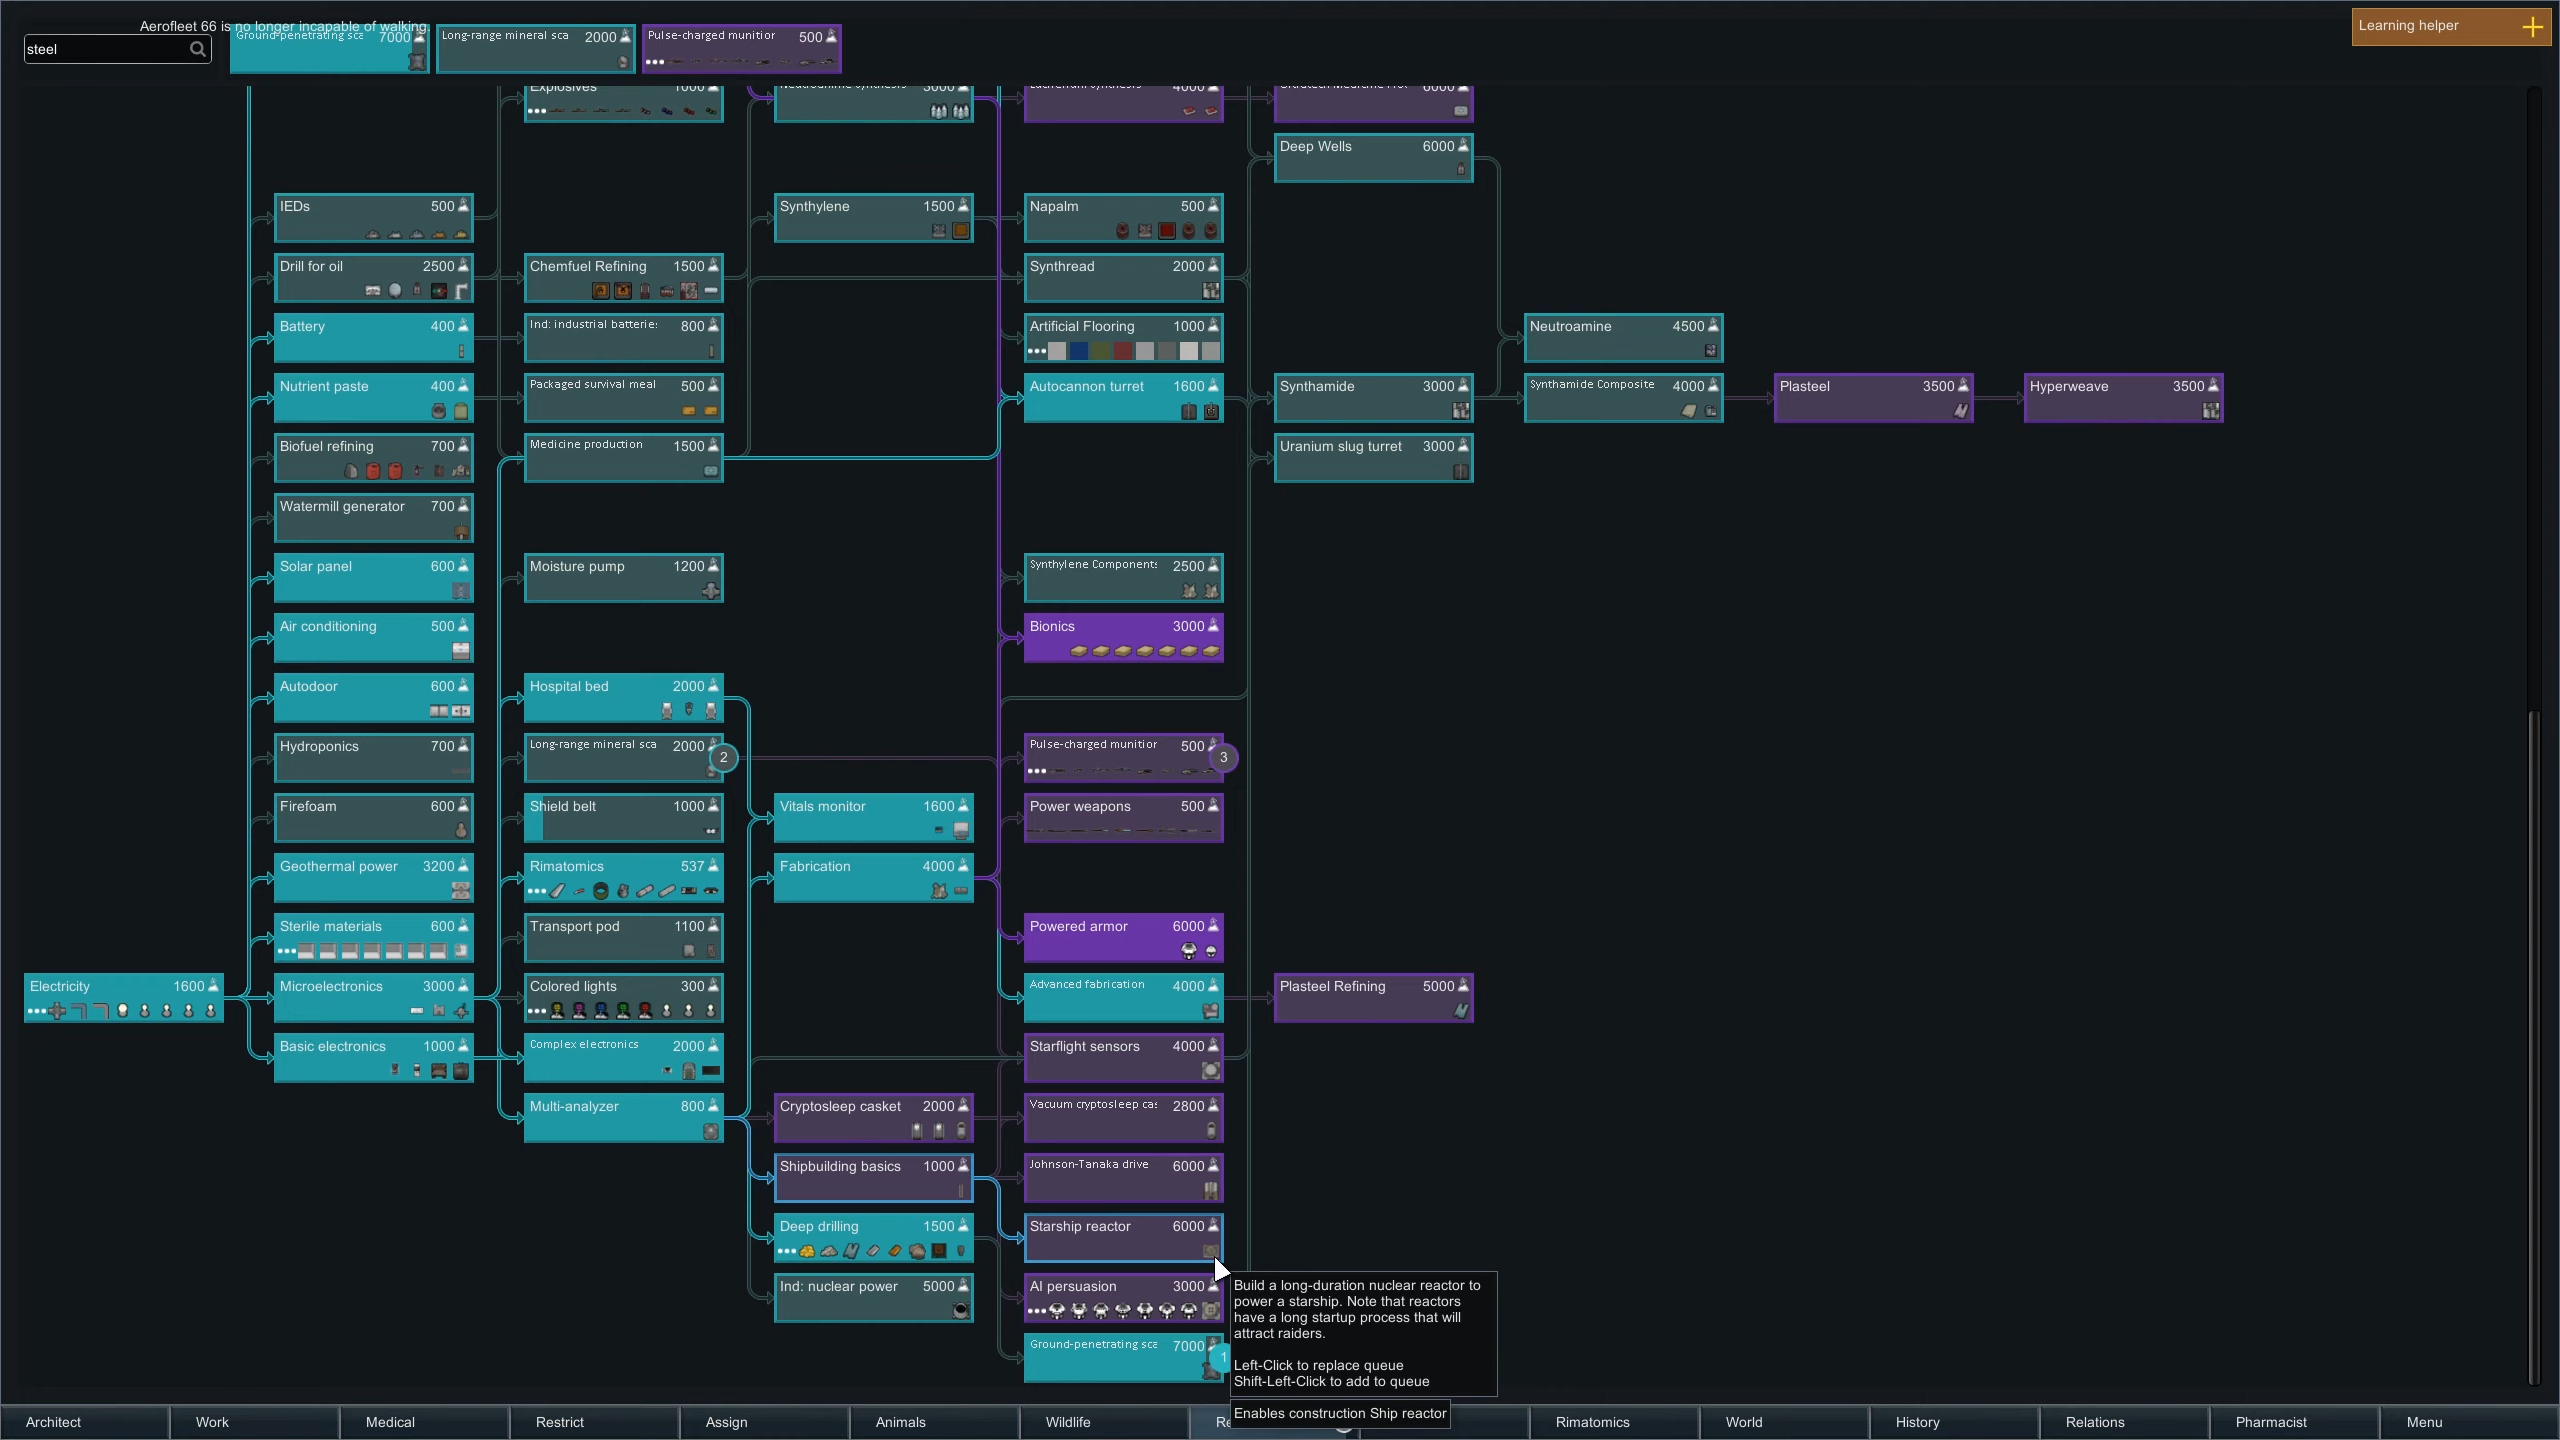 Aerofleet 66 is no longer incapable of walking.
steel
Ground-penetrating sca 7000
Long-range mineral sca 2000
Pulse-charged munitior 500
Learning helper
Explosives 1000
Neutroamine synthesis 3000
4000
6000
Deep Wells 6000
IEDs 500
Synthylene 1500
Napalm 500
Drill for oil 2500
Chemfuel Refining 1500
Synthread 2000
Battery 400
Ind: industrial batterie: 800
Artificial Flooring 1000
Neutroamine 4500
Nutrient paste 400
Packaged survival meal 500
Autocannon turret 1600
Synthamide 3000
Synthamide Composite 4000
Plasteel 3500
Hyperweave 3500
Biofuel refining 700
Medicine production 1500
Uranium slug turret 3000
Watermill generator 700
Solar panel 600
Moisture pump 1200
Synthylene Component: 2500
Air conditioning 500
Bionics 3000
Autodoor 600
Hospital bed 2000
Hydroponics 700
Long-range mineral sca 2000
2
Pulse-charged munitior 500
3
Firefoam 600
Shield belt 1000
Vitals monitor 1600
Power weapons 500
Geothermal power 3200
Rimatomics 537
Fabrication 4000
Sterile materials 600
Transport pod 1100
Powered armor 6000
Electricity 1600
Microelectronics 3000
Colored lights 300
Advanced fabrication 4000
Plasteel Refining 5000
Basic electronics 1000
Complex electronics 2000
Starflight sensors 4000
Multi-analyzer 800
Cryptosleep casket 2000
Vacuum cryptosleep ca: 2800
Shipbuilding basics 1000
Johnson-Tanaka drive 6000
Deep drilling 1500
Starship reactor 6000
Ind: nuclear power 5000
AI persuasion 3000
Ground-penetrating sca 7000
1
Build a long-duration nuclear reactor to
power a starship. Note that reactors
have a long startup process that will
attract raiders.
Left-Click to replace queue
Shift-Left-Click to add to queue
Enables construction Ship reactor
Architect
Work
Medical
Restrict
Assign
Animals
Wildlife
Re
Rimatomics
World
History
Relations
Pharmacist
Menu